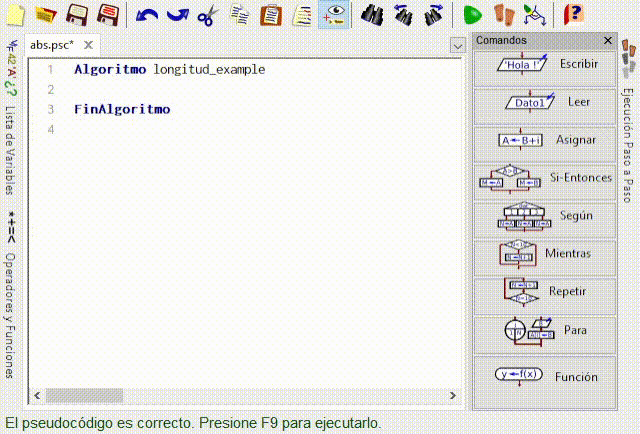 abs.psc*
Comandos
1 Algoritmo longitud_example
2
3 FinAlgoritmo
4
'Hola !' Escribir
Dato1 Leer
A←B+i Asignar
A>B
Si-Entonces
Según
Mientras
Repetir
Para
y←f(x) Función
Lista de Variables
*+=< Operadores y Funciones
Ejecución Paso a Paso
El pseudocódigo es correcto. Presione F9 para ejecutarlo.